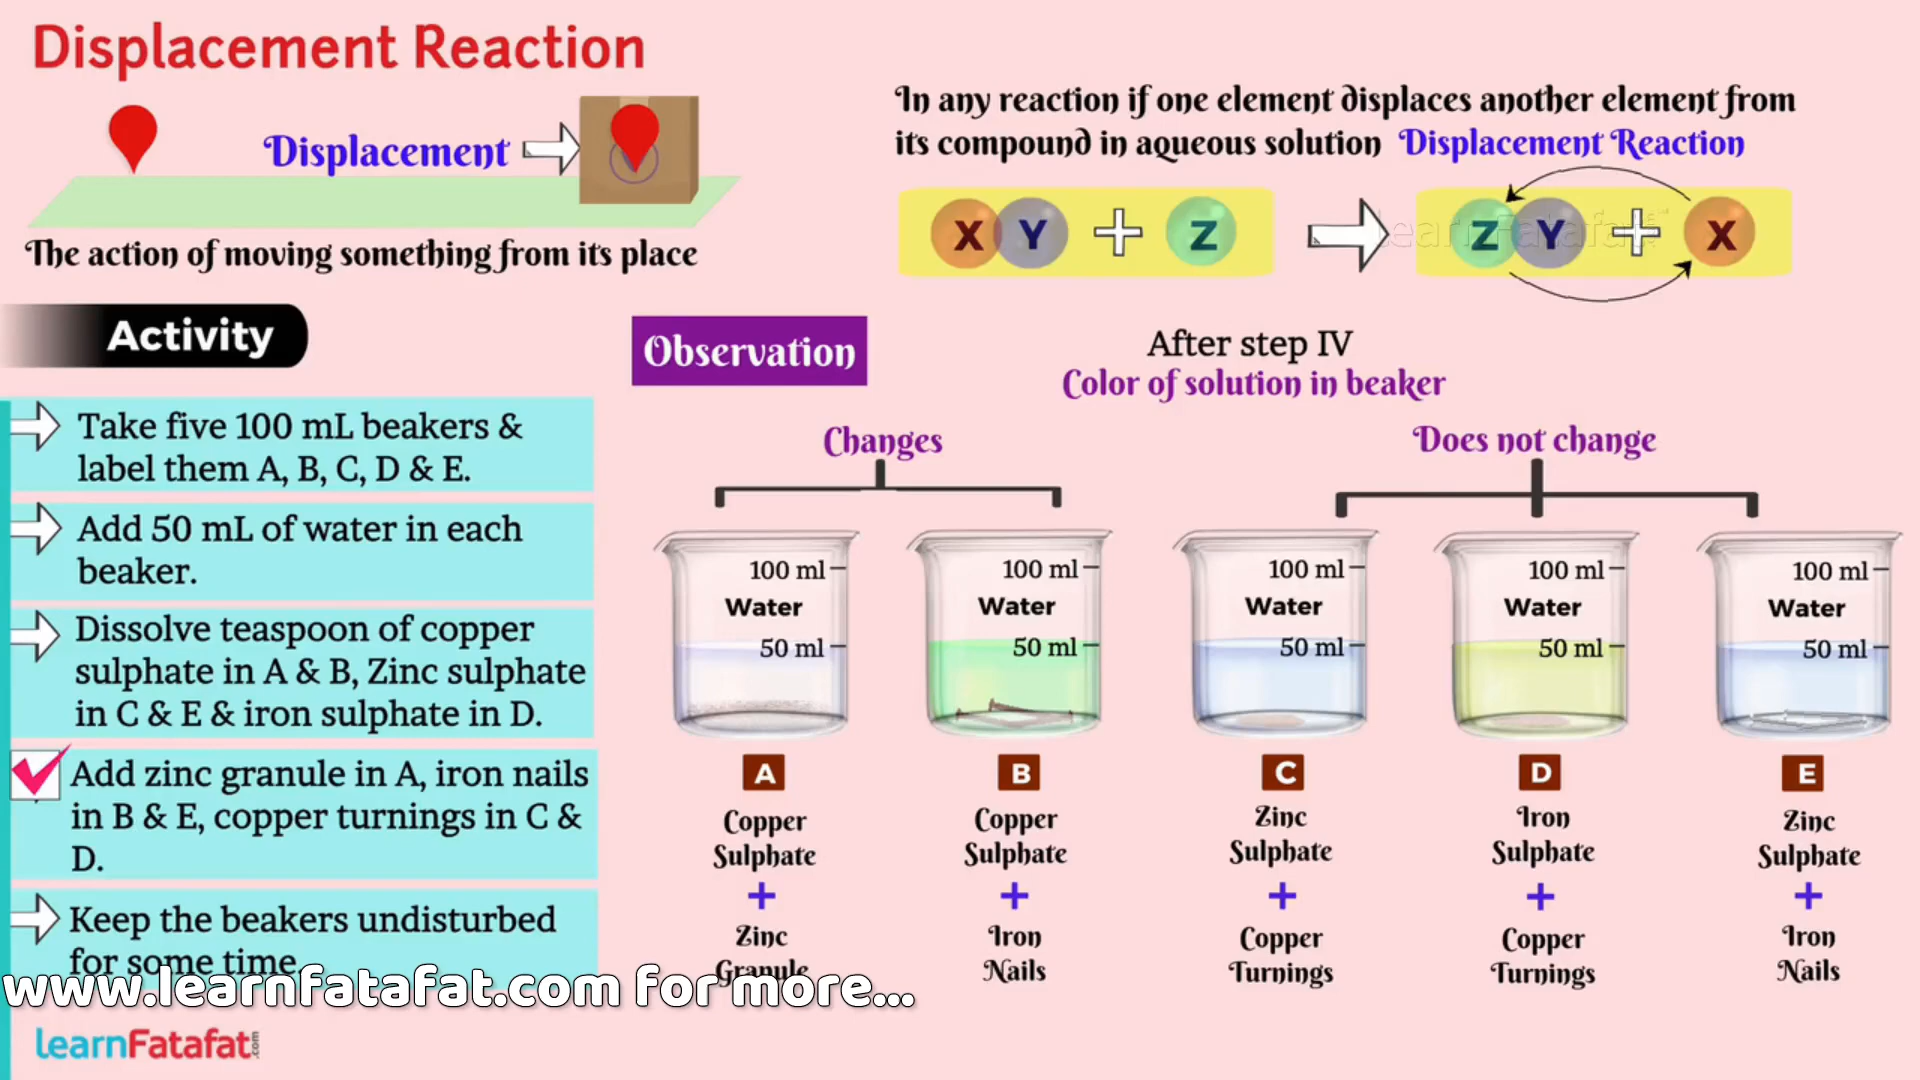 Displacement Reaction
Displacement
The action of moving something from its place
In any reaction if one element displaces another element from
its compound in aqueous solution Displacement Reaction
X Y + Z
Z Y + X
LearnFatafat
Activity
Take five 100 mL beakers &
label them A, B, C, D & E.
Add 50 mL of water in each
beaker.
Dissolve teaspoon of copper
sulphate in A & B, Zinc sulphate
in C & E & iron sulphate in D.
Add zinc granule in A, iron nails
in B & E, copper turnings in C &
D.
Keep the beakers undisturbed
for some time.
Observation
After step IV
Color of solution in beaker
Changes
Does not change
100 ml
Water
50 ml
A
Copper
Sulphate
+
Zinc
Granule
100 ml
Water
50 ml
B
Copper
Sulphate
+
Iron
Nails
100 ml
Water
50 ml
C
Zinc
Sulphate
+
Copper
Turnings
100 ml
Water
50 ml
D
Iron
Sulphate
+
Copper
Turnings
100 ml
Water
50 ml
E
Zinc
Sulphate
+
Iron
Nails
www.learnfatafat.com for more...
learnFatafat.com